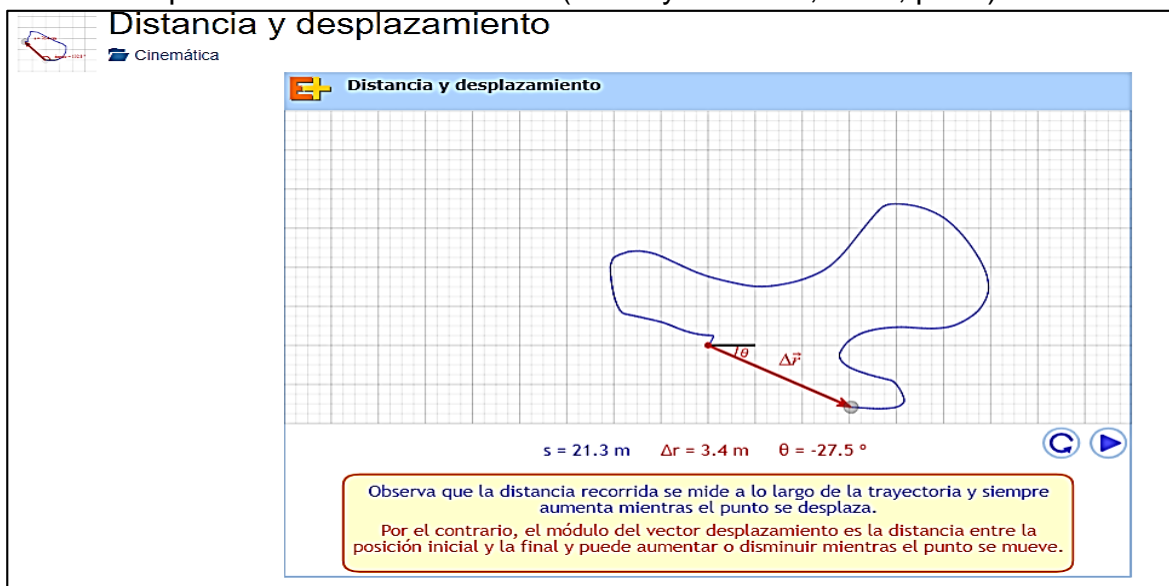 Distancia y desplazamiento
Cinemática
E+ Distancia y desplazamiento
θ
Δr⃗
s = 21.3 m Δr = 3.4 m θ = -27.5 º
Observa que la distancia recorrida se mide a lo largo de la trayectoria y siempre
aumenta mientras el punto se desplaza.
Por el contrario, el módulo del vector desplazamiento es la distancia entre la
posición inicial y la final y puede aumentar o disminuir mientras el punto se mueve.